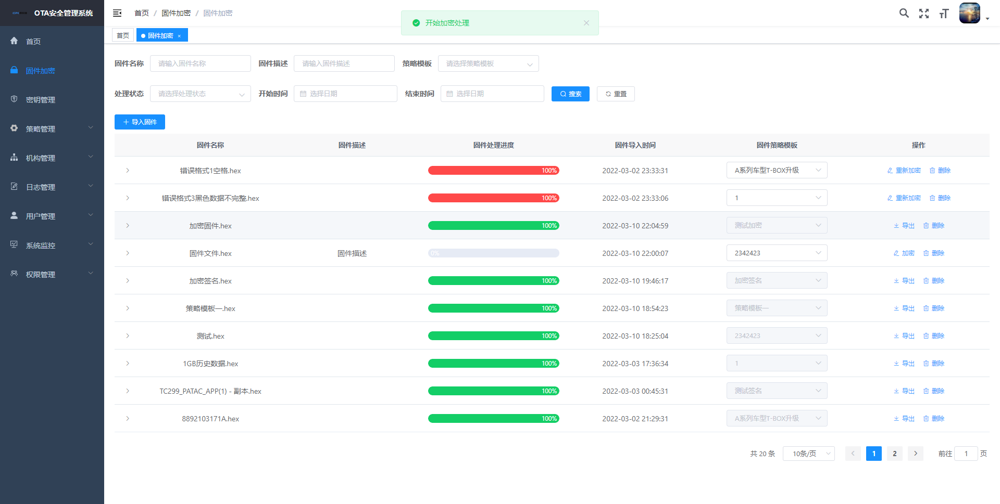 OTA安全管理系统
首页 / 固件加密 / 固件加密
开始加密处理
首页
固件加密 ×
首页
固件加密
密钥管理
策略管理
机构管理
日志管理
用户管理
系统监控
权限管理
固件名称 请输入固件名称 固件描述 请输入固件描述 策略模板 请选择策略模板
处理状态 请选择处理状态 开始时间 选择日期 结束时间 选择日期 搜索 重置
导入固件
固件名称 固件描述 固件处理进度 固件导入时间 固件策略模板 操作
错误格式1空格.hex 100% 2022-03-02 23:33:31 A系列车型T-BOX升级 重新加密 删除
错误格式3黑色数据不完整.hex 100% 2022-03-02 23:33:06 1 重新加密 删除
加密固件.hex 100% 2022-03-10 22:04:59 测试加密 导出 删除
固件文件.hex 固件描述 0% 2022-03-10 22:00:07 2342423 加密 删除
加密签名.hex 100% 2022-03-10 19:46:17 加密签名 导出 删除
策略模板一.hex 100% 2022-03-10 18:54:23 策略模板一 导出 删除
测试.hex 100% 2022-03-10 18:25:04 2342423 导出 删除
1GB历史数据.hex 100% 2022-03-03 17:36:34 1 导出 删除
TC299_PATAC_APP(1) - 副本.hex 100% 2022-03-03 00:45:31 测试签名 导出 删除
8892103171A.hex 100% 2022-03-02 21:29:31 A系列车型T-BOX升级 导出 删除
共 20 条 10条/页 1 2 前往 1 页